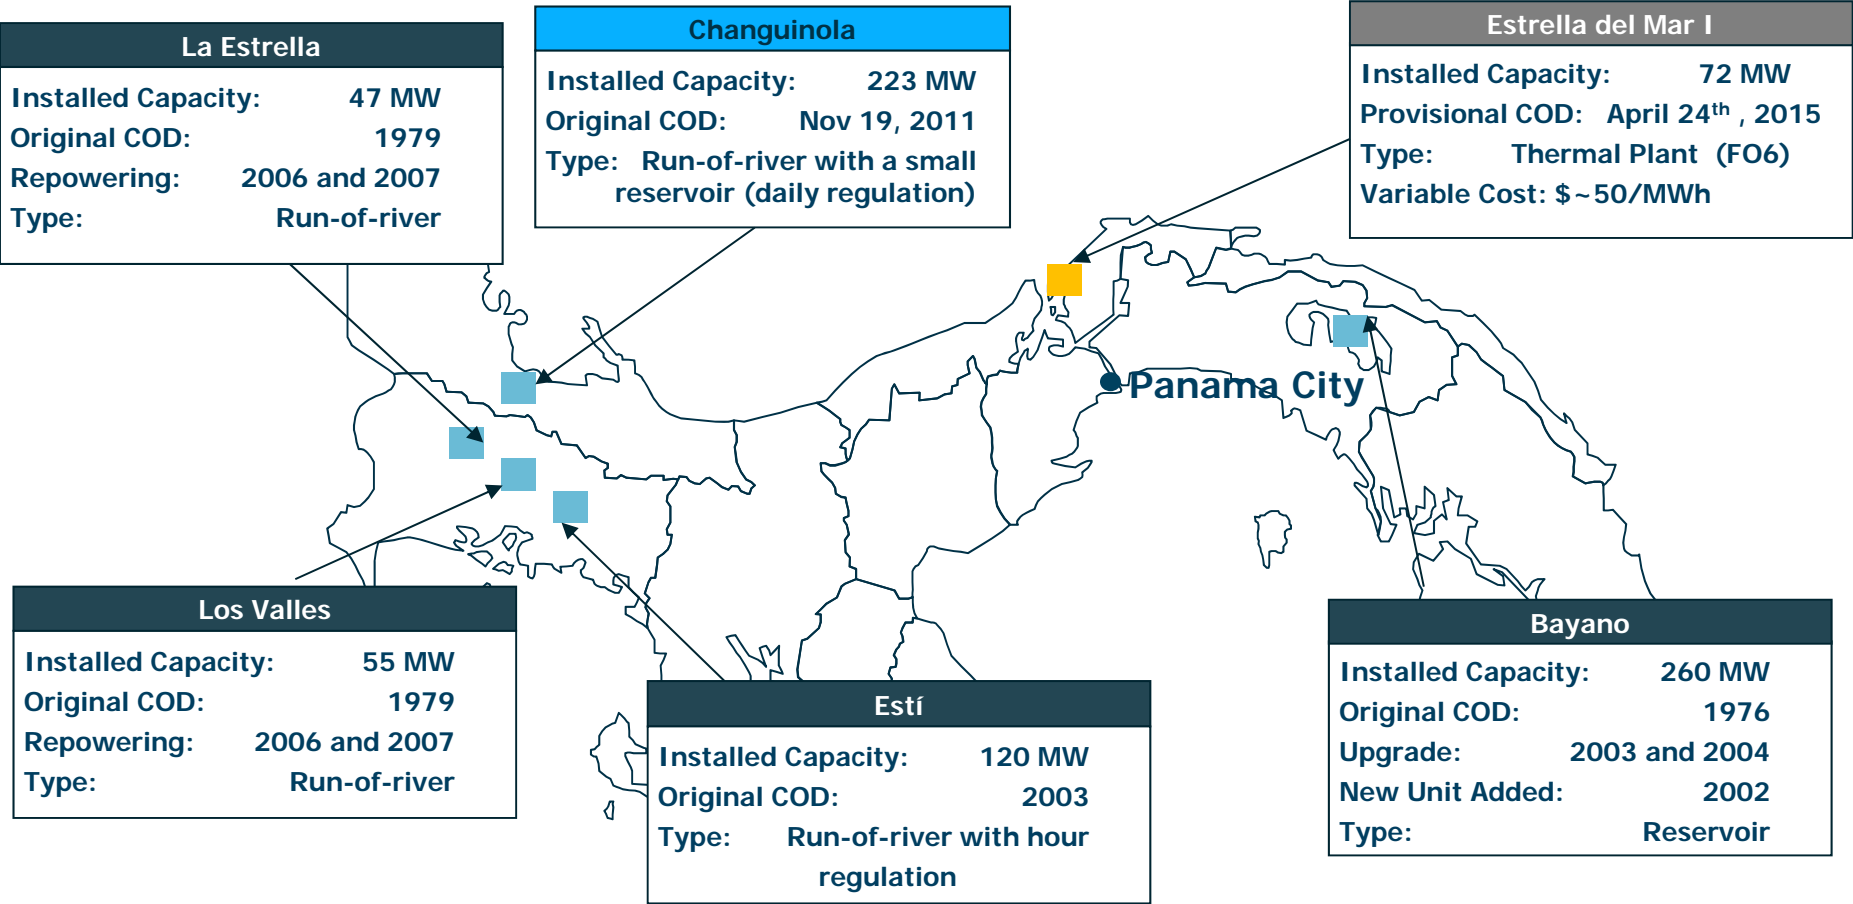 La Estrella
Installed Capacity: 47 MW
Original COD: 1979
Repowering: 2006 and 2007
Type: Run-of-river
Changuinola
Installed Capacity: 223 MW
Original COD: Nov 19, 2011
Type: Run-of-river with a small
reservoir (daily regulation)
Estrella del Mar I
Installed Capacity: 72 MW
Provisional COD: April 24th , 2015
Type: Thermal Plant (FO6)
Variable Cost: $~50/MWh
Panama City
Los Valles
Installed Capacity: 55 MW
Original COD: 1979
Repowering: 2006 and 2007
Type: Run-of-river
Estí
Installed Capacity: 120 MW
Original COD: 2003
Type: Run-of-river with hour
regulation
Bayano
Installed Capacity: 260 MW
Original COD: 1976
Upgrade: 2003 and 2004
New Unit Added: 2002
Type: Reservoir